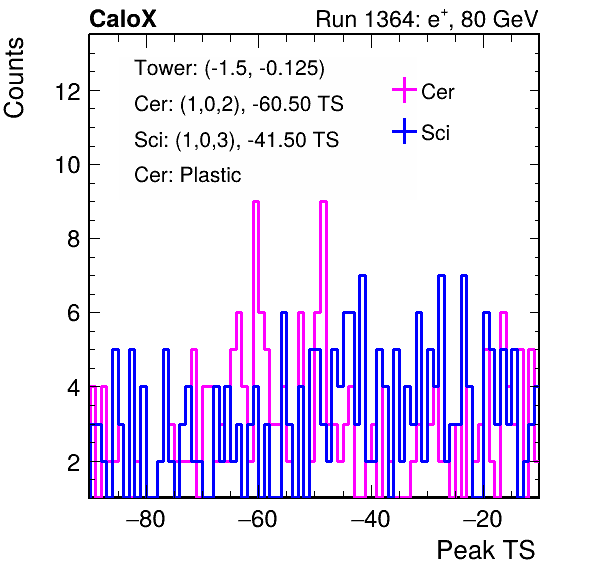 CaloX Run 1364: e⁺, 80 GeV
Counts
Tower: (-1.5, -0.125)
Cer: (1,0,2), -60.50 TS
Sci: (1,0,3), -41.50 TS
Cer: Plastic
Cer
Sci
12
10
8
6
4
2
−80 −60 −40 −20
Peak TS